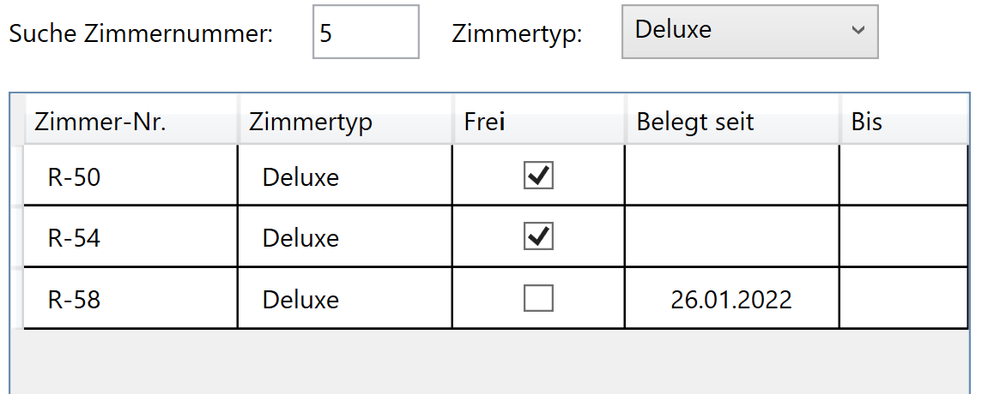 Suche Zimmernummer: 5 Zimmertyp: Deluxe
Zimmer-Nr. Zimmertyp Frei Belegt seit Bis
R-50 Deluxe
R-54 Deluxe
R-58 Deluxe 26.01.2022